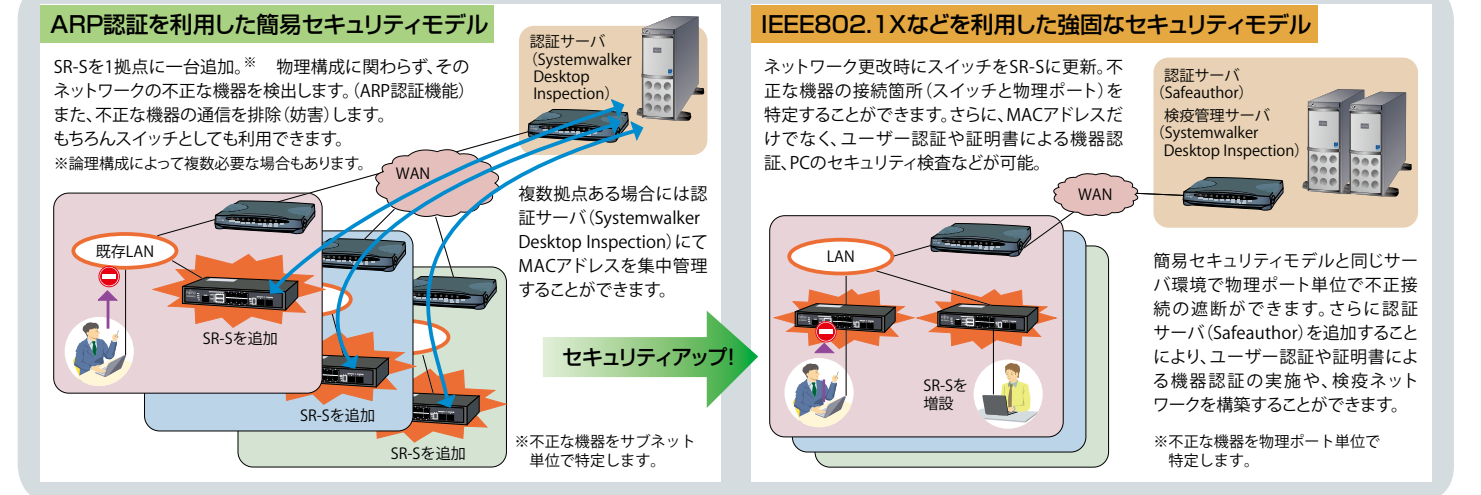 ARP認証を利用した簡易セキュリティモデル
SR-Sを1拠点に一台追加。※　物理構成に関わらず、その
ネットワークの不正な機器を検出します。(ARP認証機能)
また、不正な機器の通信を排除(妨害)します。
もちろんスイッチとしても利用できます。
※論理構成によって複数必要な場合もあります。
認証サーバ
(Systemwalker
Desktop
Inspection)
WAN
既存LAN
SR-Sを追加
SR-Sを追加
SR-Sを追加
複数拠点ある場合には認
証サーバ(Systemwalker
Desktop Inspection)にて
MACアドレスを集中管理
することができます。
※不正な機器をサブネット
単位で特定します。
セキュリティアップ!
IEEE802.1Xなどを利用した強固なセキュリティモデル
ネットワーク更改時にスイッチをSR-Sに更新。不
正な機器の接続箇所(スイッチと物理ポート)を
特定することができます。さらに、MACアドレスだ
けでなく、ユーザー認証や証明書による機器認
証、PCのセキュリティ検査などが可能。
認証サーバ
(Safeauthor)
検疫管理サーバ
(Systemwalker
Desktop Inspection)
WAN
LAN
SR-Sを
増設
簡易セキュリティモデルと同じサー
バ環境で物理ポート単位で不正接
続の遮断ができます。さらに認証
サーバ(Safeauthor)を追加すること
により、ユーザー認証や証明書によ
る機器認証の実施や、検疫ネット
ワークを構築することができます。
※不正な機器を物理ポート単位で
特定します。